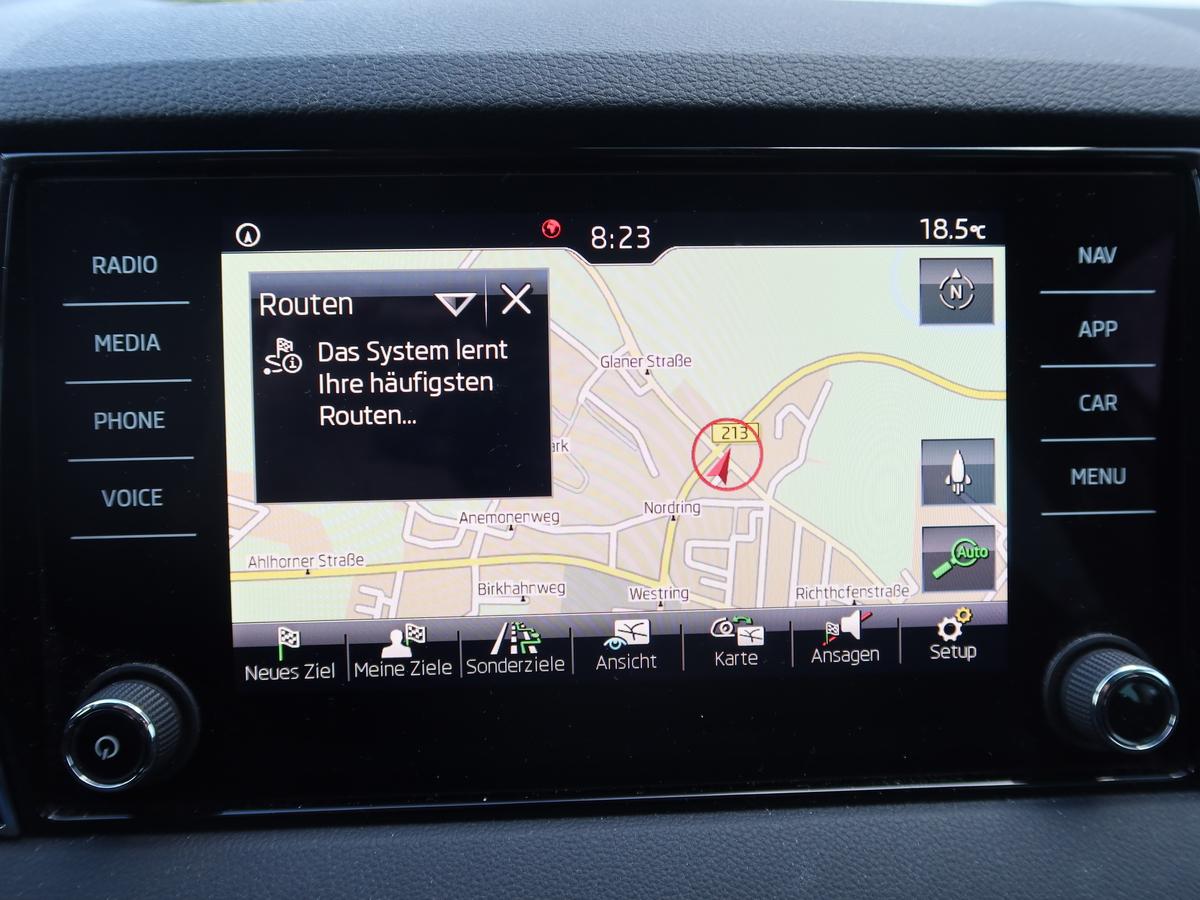 8:23
18.5°C
RADIO
MEDIA
PHONE
VOICE
Routen
Das System lernt
Ihre häufigsten
Routen...
N
NAV
APP
CAR
MENU
Glaner Straße
213
ark
Nordring
Anemonenweg
Ahlhorner Straße
Birkhahnweg
Westring
Richthofenstraße
Auto
Neues Ziel
Meine Ziele
Sonderziele
Ansicht
Karte
Ansagen
Setup